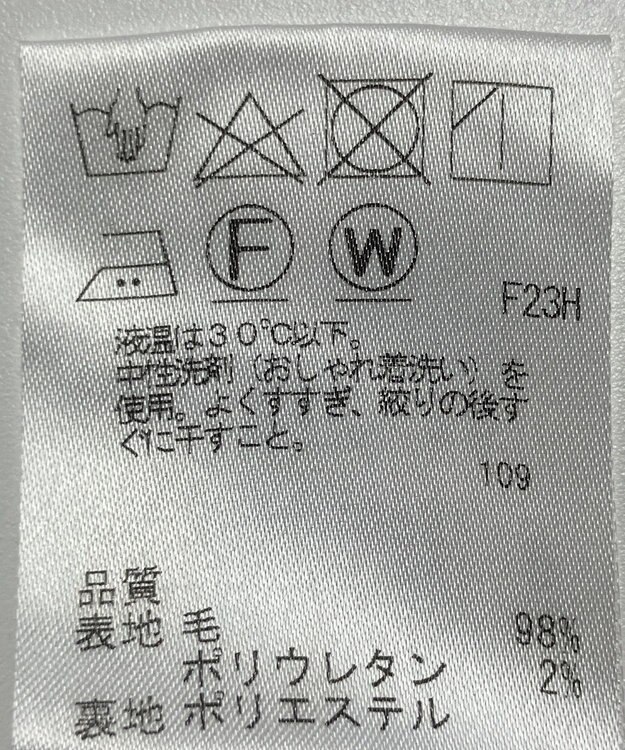 F W
F23H
液温は30℃以下。
中性洗剤（おしゃれ着洗い）を
使用。よくすすぎ、絞りの後す
ぐに干すこと。
109
品質
表地 毛 98%
ポリウレタン 2%
裏地 ポリエステル